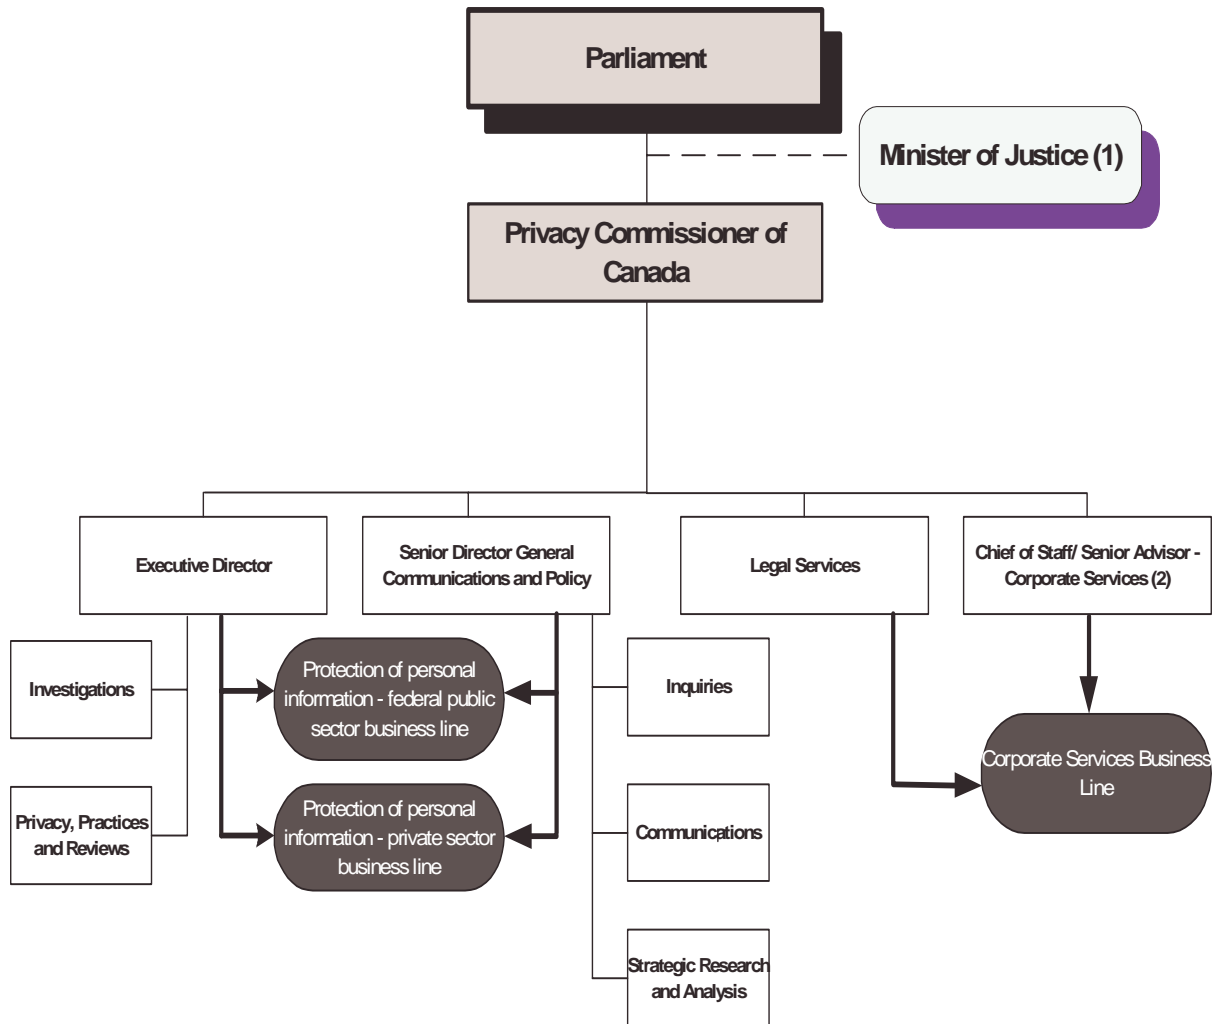 Parliament
Minister of Justice (1)
Privacy Commissioner of
Canada
Executive Director
Senior Director General
Communications and Policy
Legal Services
Chief of Staff/ Senior Advisor -
Corporate Services (2)
Investigations
Protection of personal
information - federal public
sector business line
Inquiries
Corporate Services Business
Line
Privacy, Practices
and Reviews
Protection of personal
information - private sector
business line
Communications
Strategic Research
and Analysis